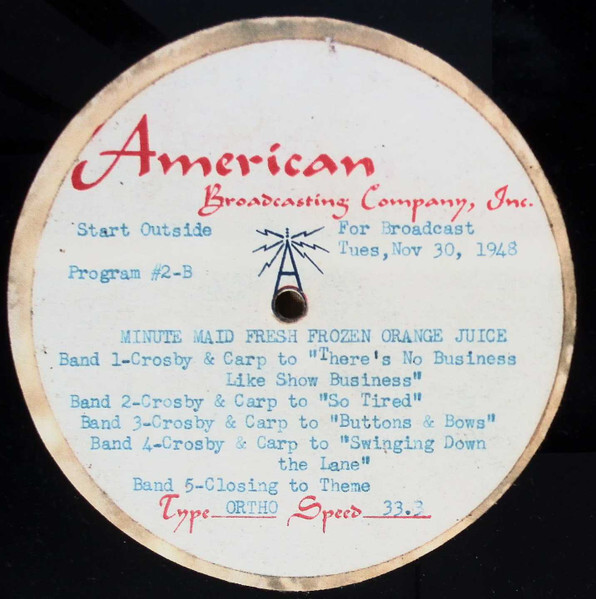 American
Broadcasting Company, Inc.
Start Outside
For Broadcast
Tues, Nov 30, 1948
Program #2-B
MINUTE MAID FRESH FROZEN ORANGE JUICE
Band 1-Crosby & Carp to "There's No Business
Like Show Business"
Band 2-Crosby & Carp to "So Tired"
Band 3-Crosby & Carp to "Buttons & Bows"
Band 4-Crosby & Carp to "Swinging Down
the Lane"
Band 5-Closing to Theme
Type ORTHO Speed 33.3